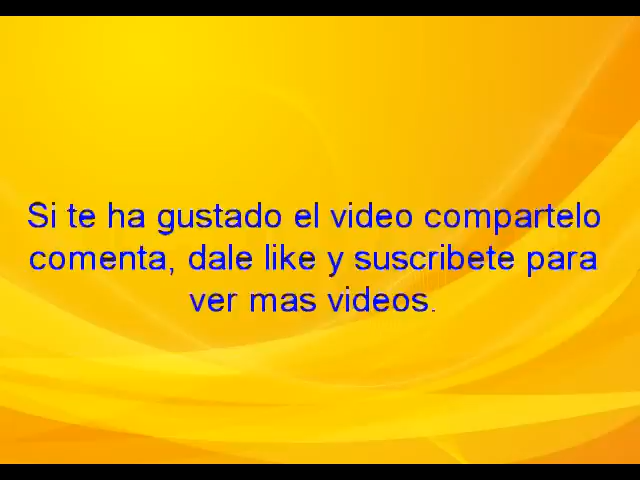 Si te ha gustado el video compartelo
comenta, dale like y suscribete para
ver mas videos.